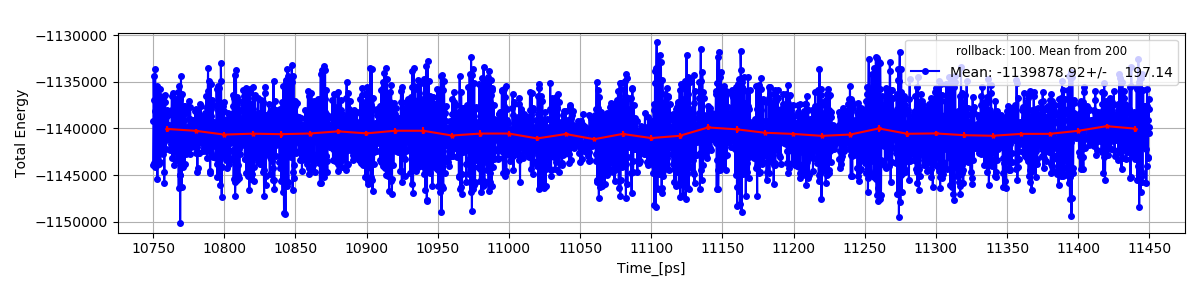 −1130000
−1135000
−1140000
−1145000
−1150000
Total Energy
rollback: 100. Mean from 200
Mean: -1139878.92+/- 197.14
10750 10800 10850 10900 10950 11000 11050 11100 11150 11200 11250 11300 11350 11400 11450
Time_[ps]